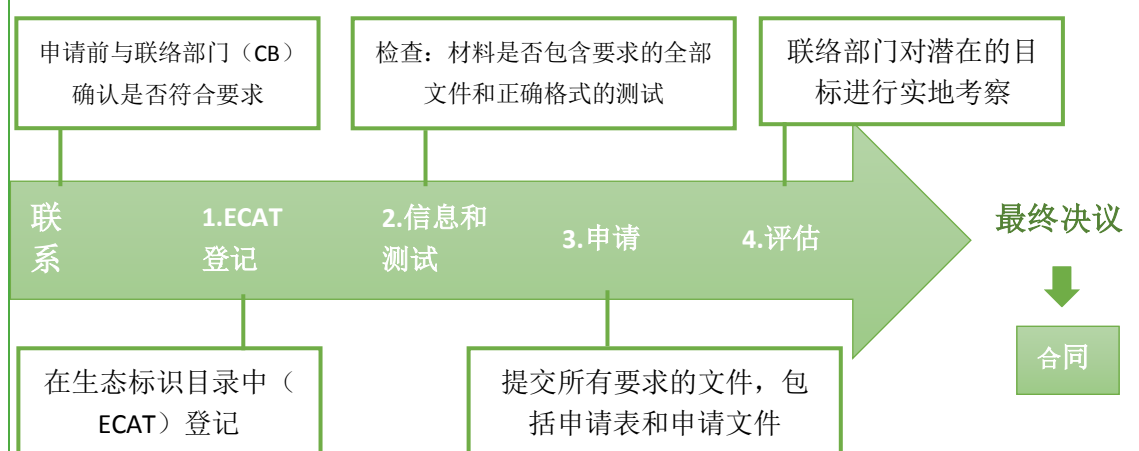 申请前与联络部门（CB）
确认是否符合要求
检查：材料是否包含要求的全部
文件和正确格式的测试
联络部门对潜在的目
标进行实地考察
联
系
1.ECAT
登记
2.信息和
测试
3.申请
4.评估
最终决议
合同
在生态标识目录中（
ECAT）登记
提交所有要求的文件，包
括申请表和申请文件